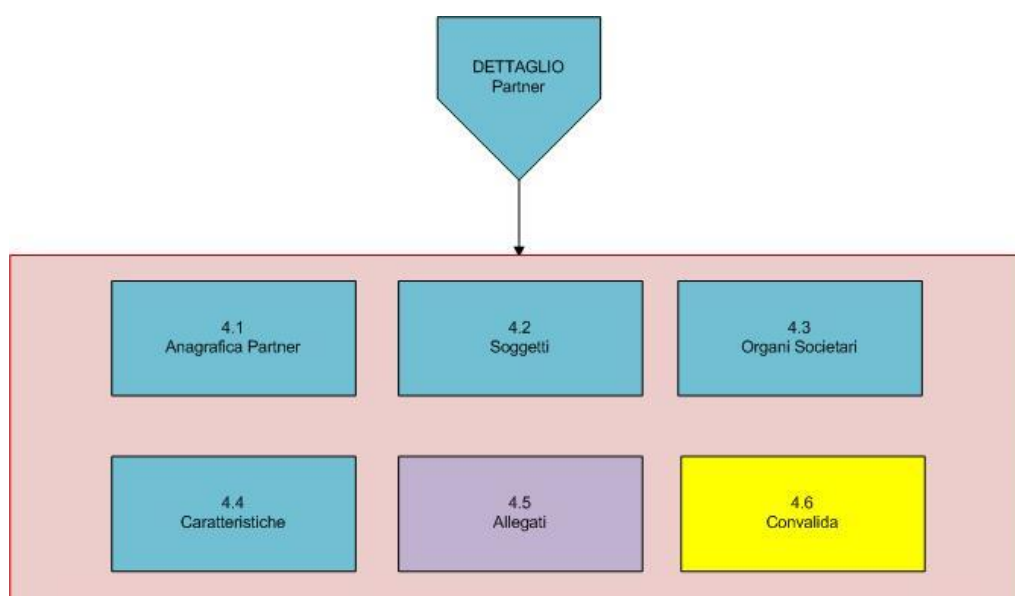 DETTAGLIO
Partner
4.1
Anagrafica Partner
4.2
Soggetti
4.3
Organi Societari
4.4
Caratteristiche
4.5
Allegati
4.6
Convalida